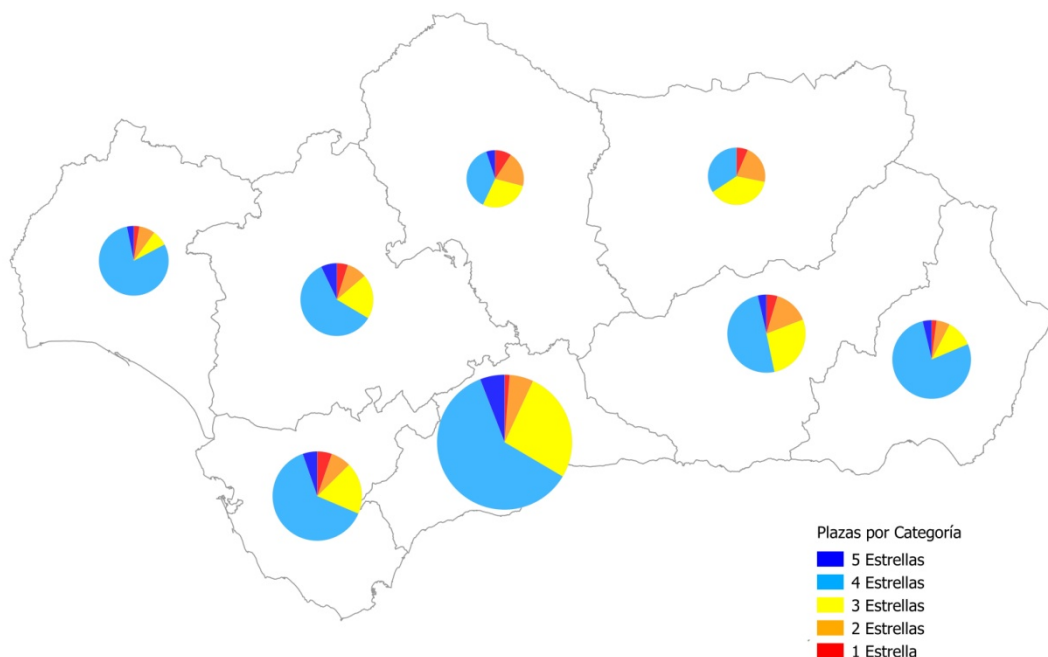 Plazas por Categoría
5 Estrellas
4 Estrellas
3 Estrellas
2 Estrellas
1 Estrella